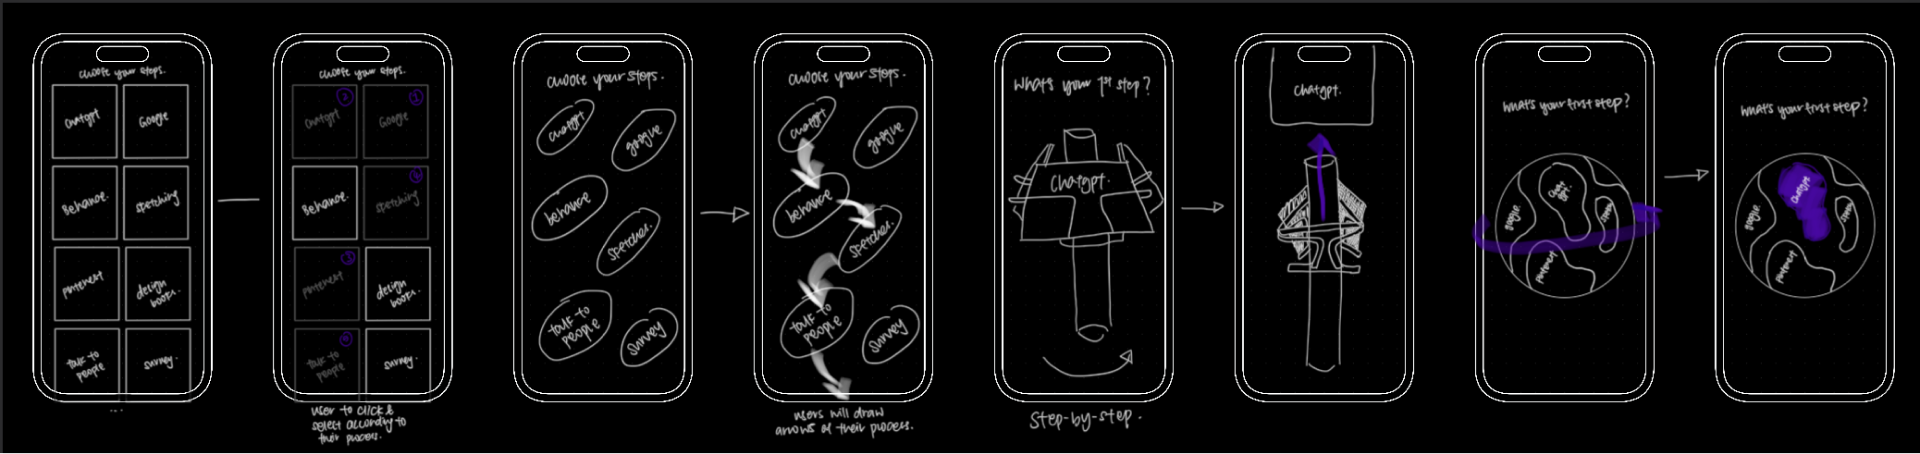 choose your steps.
Chatgpt
Google
Behance.
sketching
pinterest
design
books.
talk to
people
survey.
...
choose your steps.
2
Chatgpt
1
Google
Behance.
4
sketching
3
pinterest
design
books.
talk to
people
survey.
user to click &
select according to
their process.
choose your steps.
chatgpt
google
behance
sketches.
talk to
people
survey
choose your steps.
chatgpt
google
behance
sketches.
talk to
people
survey
users will draw
arrows of their process.
What's your 1st step?
Chatgpt.
Step-by-step.
Chatgpt.
What's your first step?
google
Chat
gpt.
pinterest
What's your first step?
google
Chatgpt
pinterest